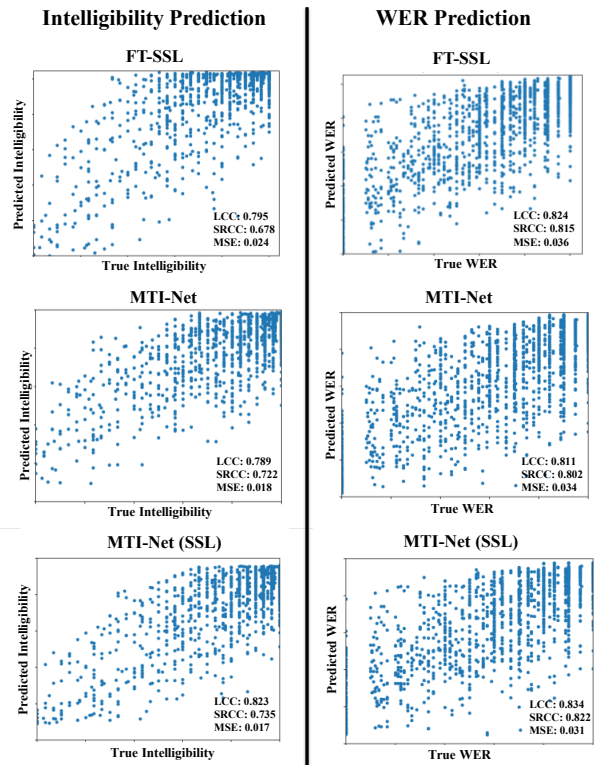 Intelligibility Prediction
FT-SSL
Predicted Intelligibility
LCC: 0.795
SRCC: 0.678
MSE: 0.024
True Intelligibility
MTI-Net
Predicted Intelligibility
LCC: 0.789
SRCC: 0.722
MSE: 0.018
True Intelligibility
MTI-Net (SSL)
Predicted Intelligibility
LCC: 0.823
SRCC: 0.735
MSE: 0.017
True Intelligibility
WER Prediction
FT-SSL
Predicted WER
LCC: 0.824
SRCC: 0.815
MSE: 0.036
True WER
MTI-Net
Predicted WER
LCC: 0.811
SRCC: 0.802
MSE: 0.034
True WER
MTI-Net (SSL)
Predicted WER
LCC: 0.834
SRCC: 0.822
MSE: 0.031
True WER